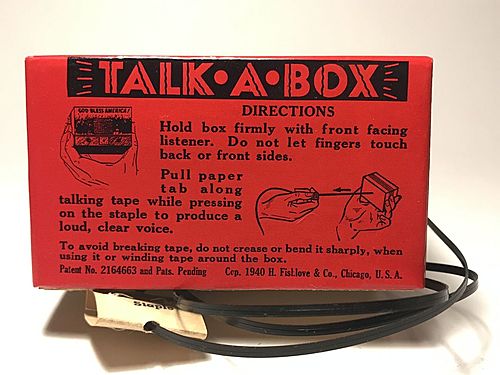 TALK•A•BOX
GOD BLESS AMERICA!
DIRECTIONS
Hold box firmly with front facing
listener. Do not let fingers touch
back or front sides.
Pull paper
tab along
talking tape while pressing
on the staple to produce a
loud, clear voice.
To avoid breaking tape, do not crease or bend it sharply, when
using it or winding tape around the box.
Patent No. 2164663 and Pats. Pending Ccp. 1940 H. Fishlove & Co., Chicago, U. S. A.
Staple